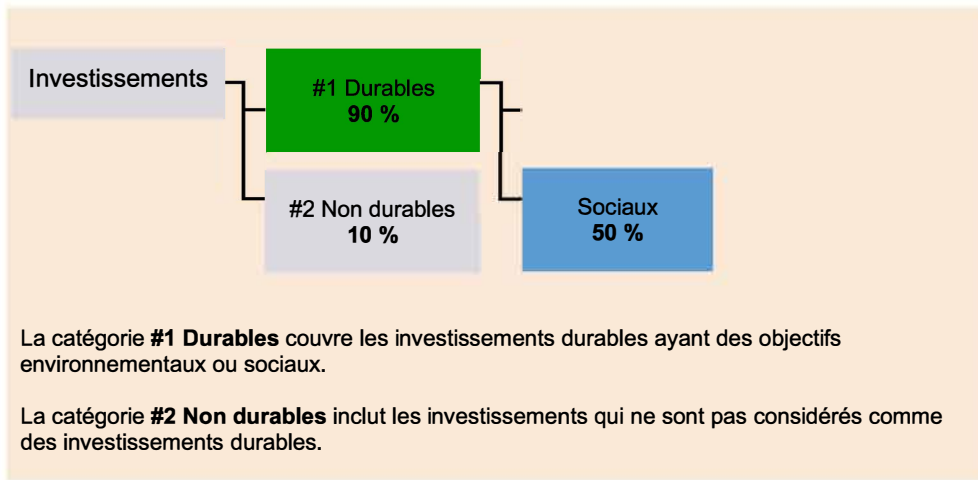 Investissements
#1 Durables
90 %
#2 Non durables
10 %
Sociaux
50 %
La catégorie #1 Durables couvre les investissements durables ayant des objectifs
environnementaux ou sociaux.
La catégorie #2 Non durables inclut les investissements qui ne sont pas considérés comme
des investissements durables.